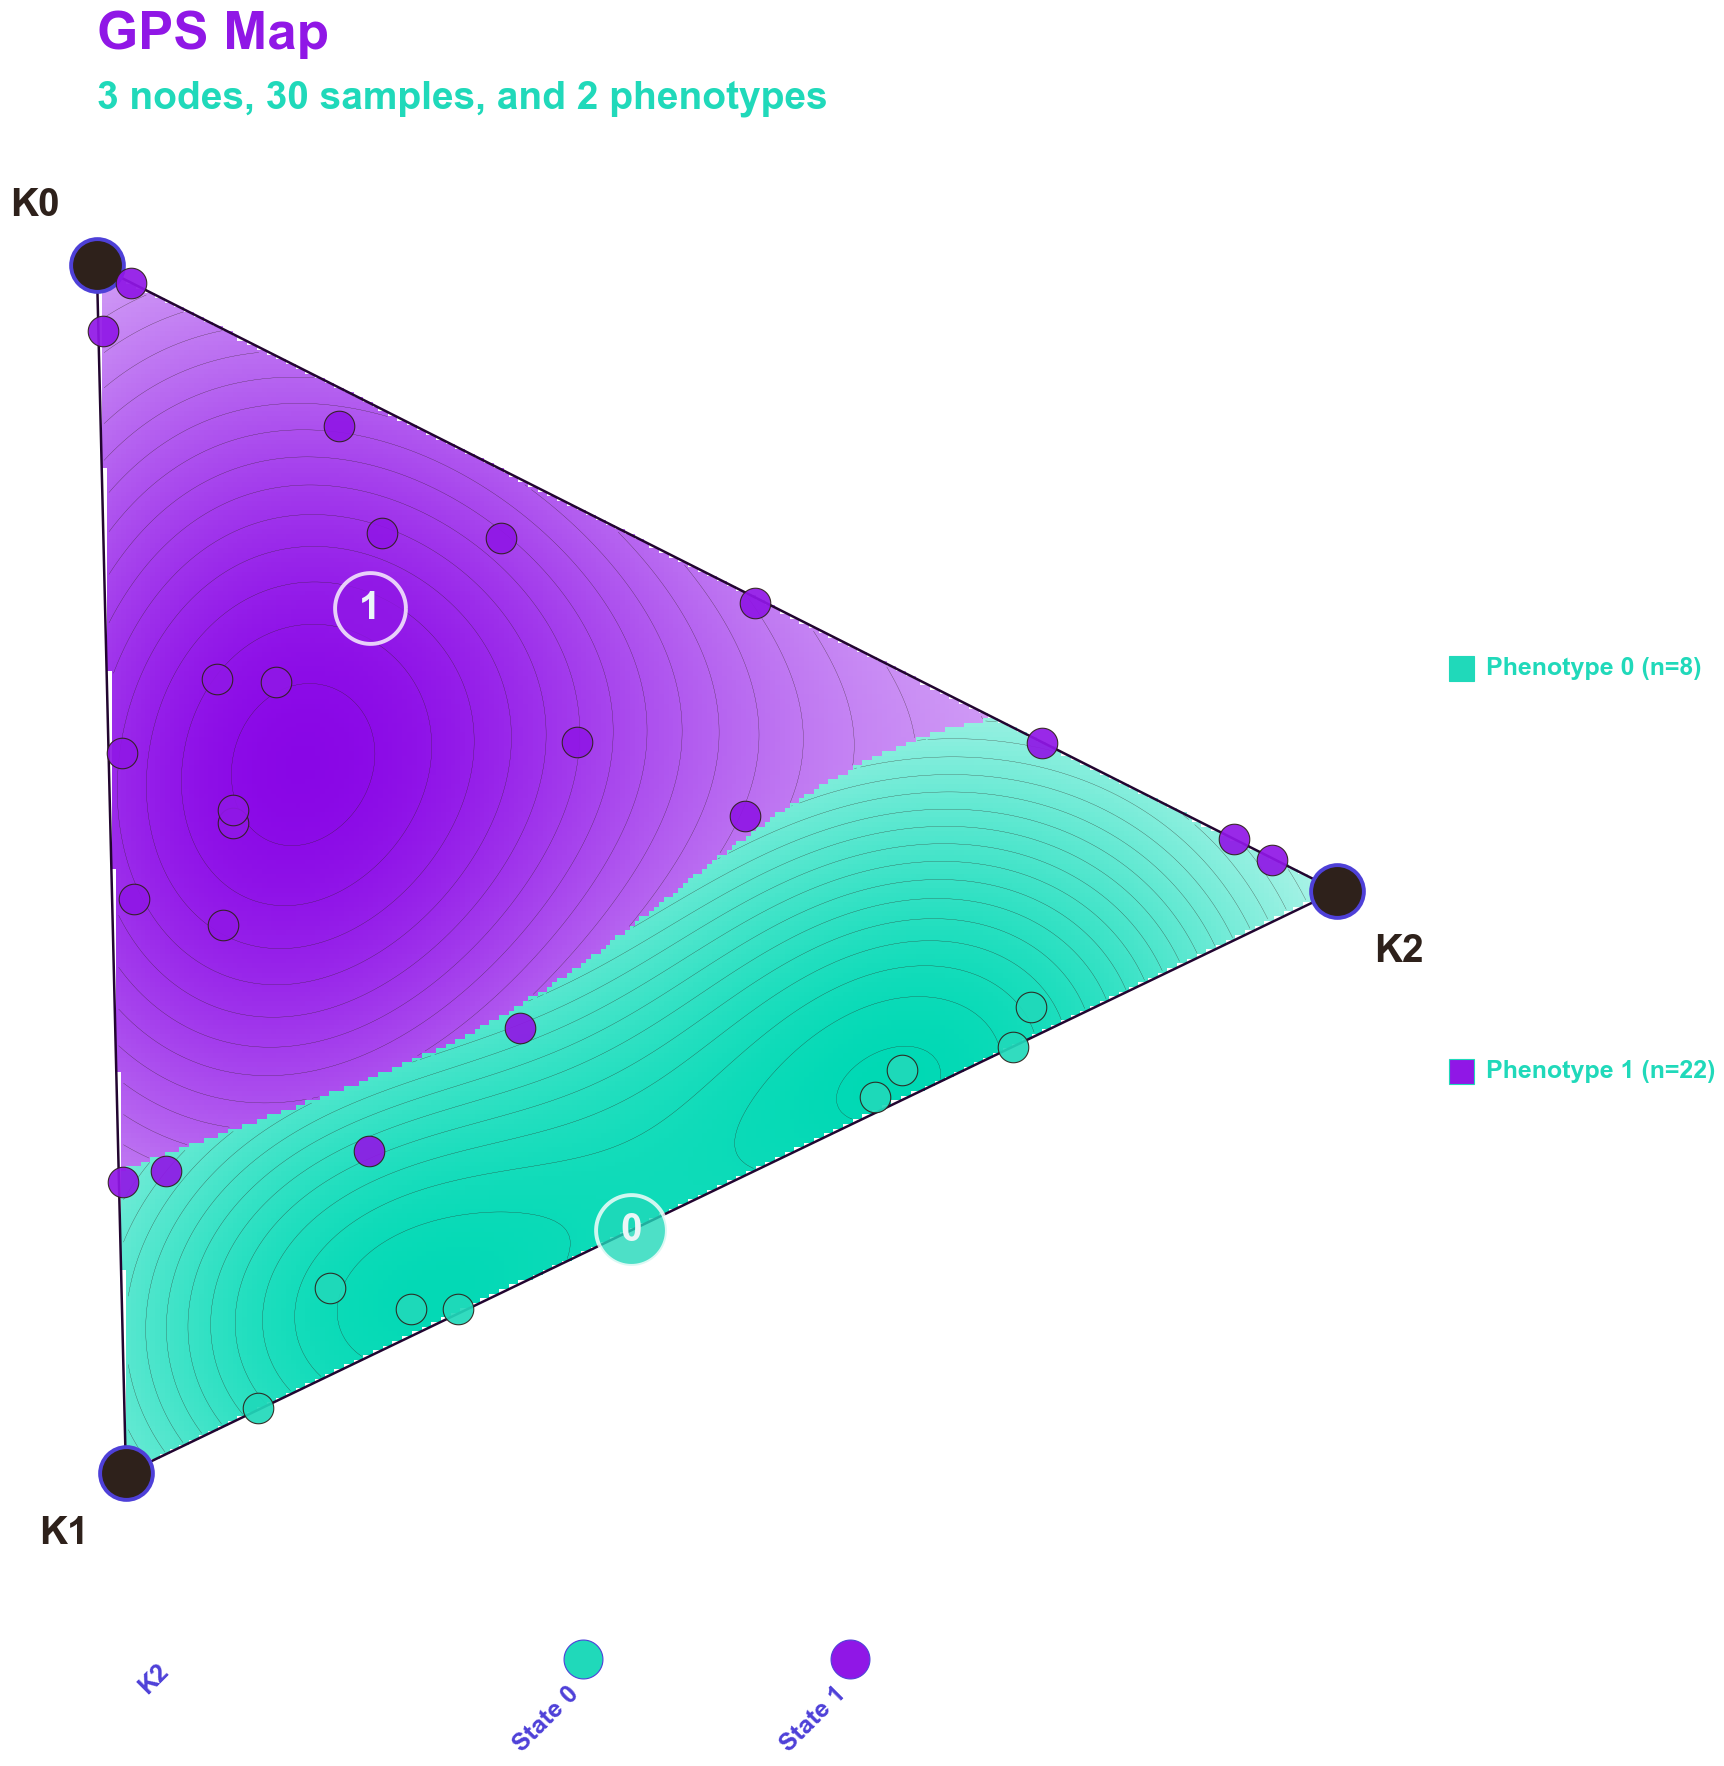 GPS Map
3 nodes, 30 samples, and 2 phenotypes
K0
1
Phenotype 0 (n=8)
K2
Phenotype 1 (n=22)
0
K1
K2
State 0
State 1